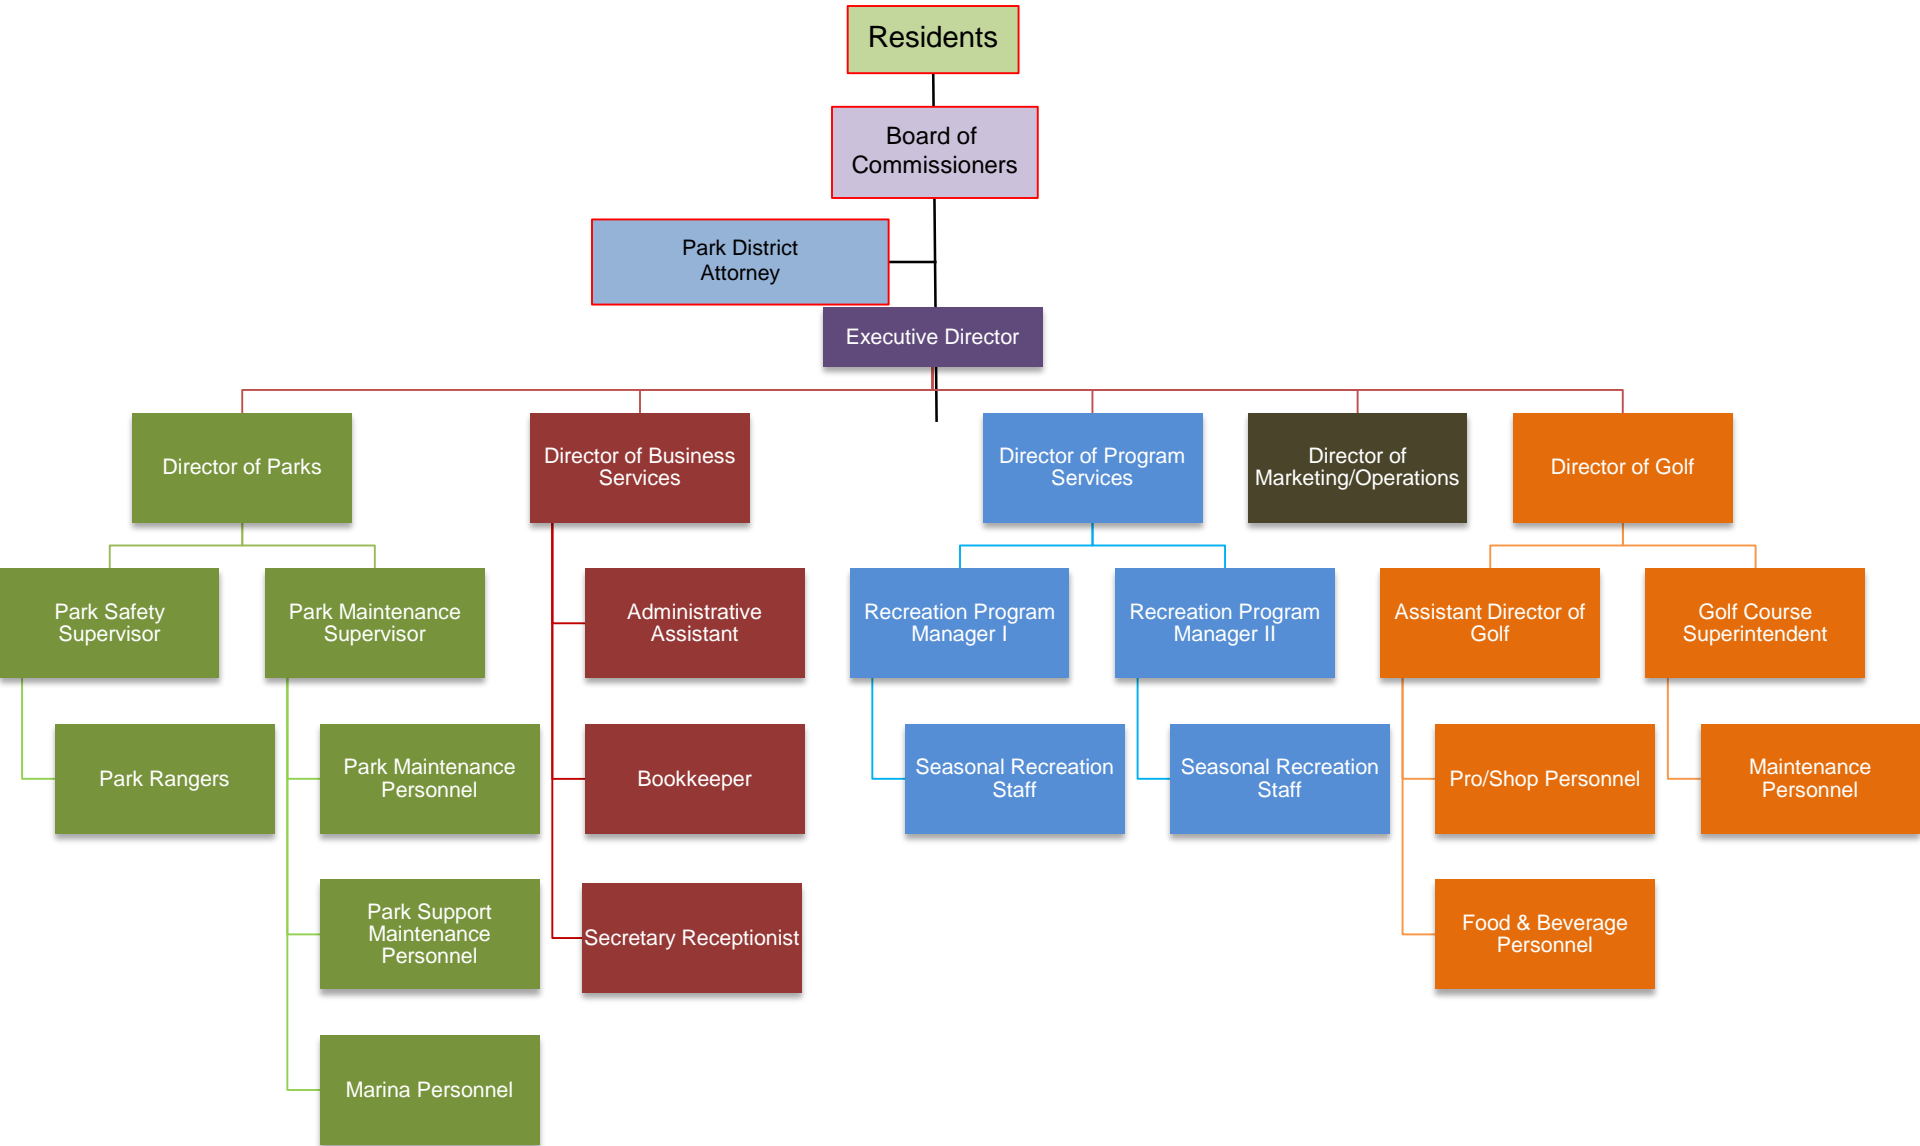 Residents
Board of
Commissioners
Park District
Attorney
Executive Director
Director of Parks
Director of Business
Services
Director of Program
Services
Director of
Marketing/Operations
Director of Golf
Park Safety
Supervisor
Park Maintenance
Supervisor
Administrative
Assistant
Recreation Program
Manager I
Recreation Program
Manager II
Assistant Director of
Golf
Golf Course
Superintendent
Park Rangers
Park Maintenance
Personnel
Bookkeeper
Seasonal Recreation
Staff
Seasonal Recreation
Staff
Pro/Shop Personnel
Maintenance
Personnel
Park Support
Maintenance
Personnel
Secretary Receptionist
Food & Beverage
Personnel
Marina Personnel